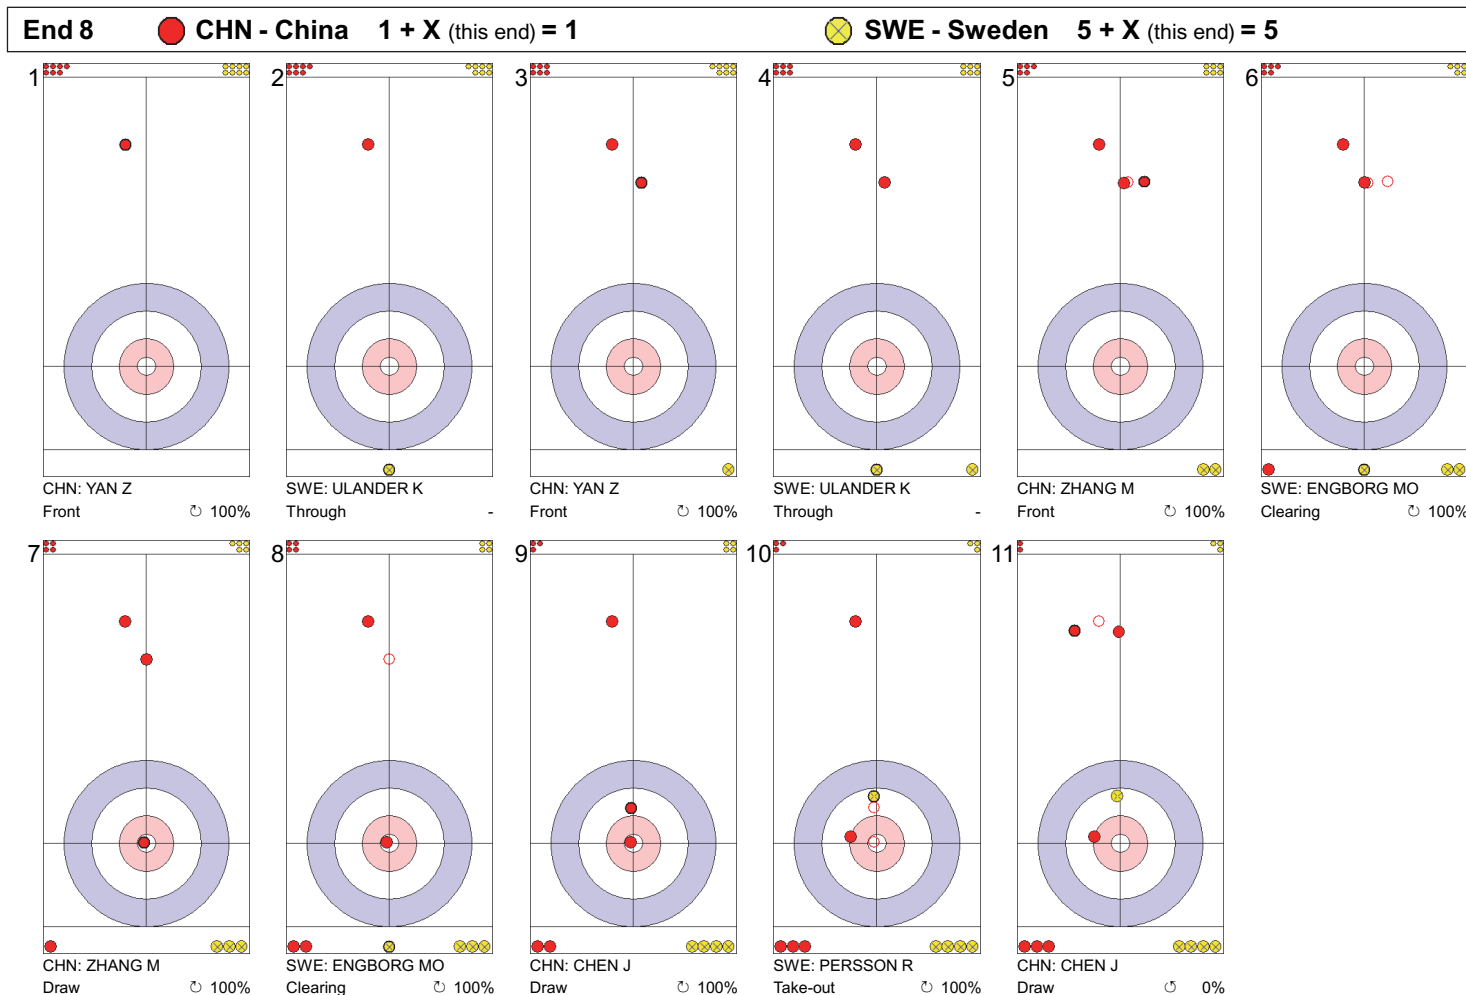 End 8 CHN - China 1 + X (this end) = 1 SWE - Sweden 5 + X (this end) = 5
1 2 3 4 5 6
CHN: YAN Z SWE: ULANDER K CHN: YAN Z SWE: ULANDER K CHN: ZHANG M SWE: ENGBORG MO
Front ↻ 100% Through - Front ↻ 100% Through - Front ↻ 100% Clearing ↻ 100%
7 8 9 10 11
CHN: ZHANG M SWE: ENGBORG MO CHN: CHEN J SWE: PERSSON R CHN: CHEN J
Draw ↻ 100% Clearing ↻ 100% Draw ↻ 100% Take-out ↻ 100% Draw ↺ 0%